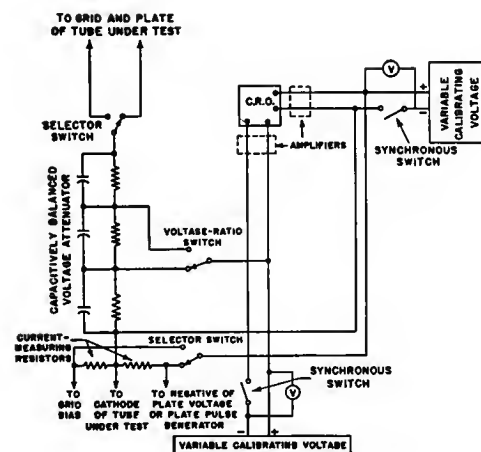 TO GRID AND PLATE
OF TUBE UNDER TEST
SELECTOR
SWITCH
C.R.O.
V
+
-
VARIABLE
CALIBRATING
VOLTAGE
AMPLIFIERS
SYNCHRONOUS
SWITCH
CAPACITIVELY BALANCED
VOLTAGE ATTENUATOR
VOLTAGE-RATIO
SWITCH
CURRENT-
MEASURING
RESISTORS
SELECTOR SWITCH
SYNCHRONOUS
SWITCH
V
TO
GRID
BIAS
TO
CATHODE
OF TUBE
UNDER TEST
TO NEGATIVE OF
PLATE VOLTAGE
OR PLATE PULSE
GENERATOR
- +
VARIABLE CALIBRATING VOLTAGE